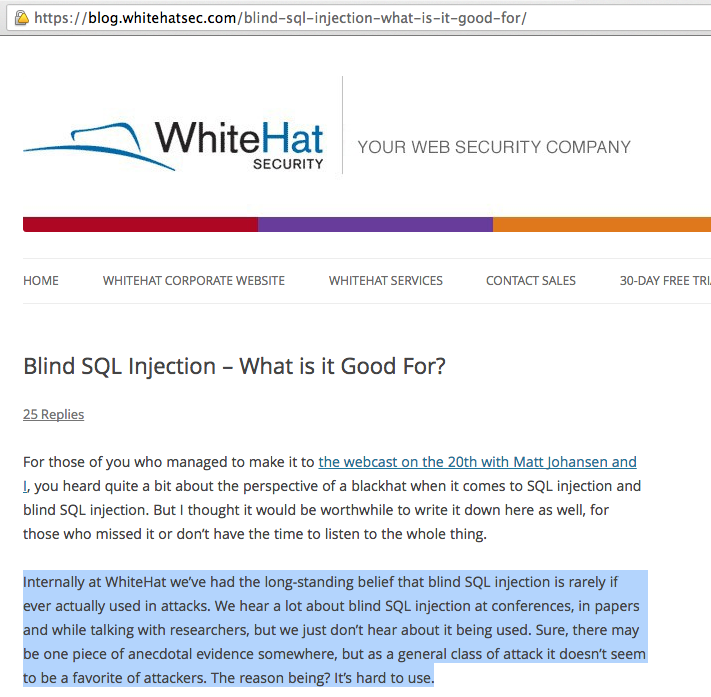 https://blog.whitehatsec.com/blind-sql-injection-what-is-it-good-for/
WhiteHat
SECURITY
YOUR WEB SECURITY COMPANY
HOME WHITEHAT CORPORATE WEBSITE WHITEHAT SERVICES CONTACT SALES 30-DAY FREE TRI
Blind SQL Injection – What is it Good For?
25 Replies
For those of you who managed to make it to the webcast on the 20th with Matt Johansen and
I, you heard quite a bit about the perspective of a blackhat when it comes to SQL injection and
blind SQL injection. But I thought it would be worthwhile to write it down here as well, for
those who missed it or don’t have the time to listen to the whole thing.
Internally at WhiteHat we’ve had the long-standing belief that blind SQL injection is rarely if
ever actually used in attacks. We hear a lot about blind SQL injection at conferences, in papers
and while talking with researchers, but we just don’t hear about it being used. Sure, there may
be one piece of anecdotal evidence somewhere, but as a general class of attack it doesn’t seem
to be a favorite of attackers. The reason being? It’s hard to use.